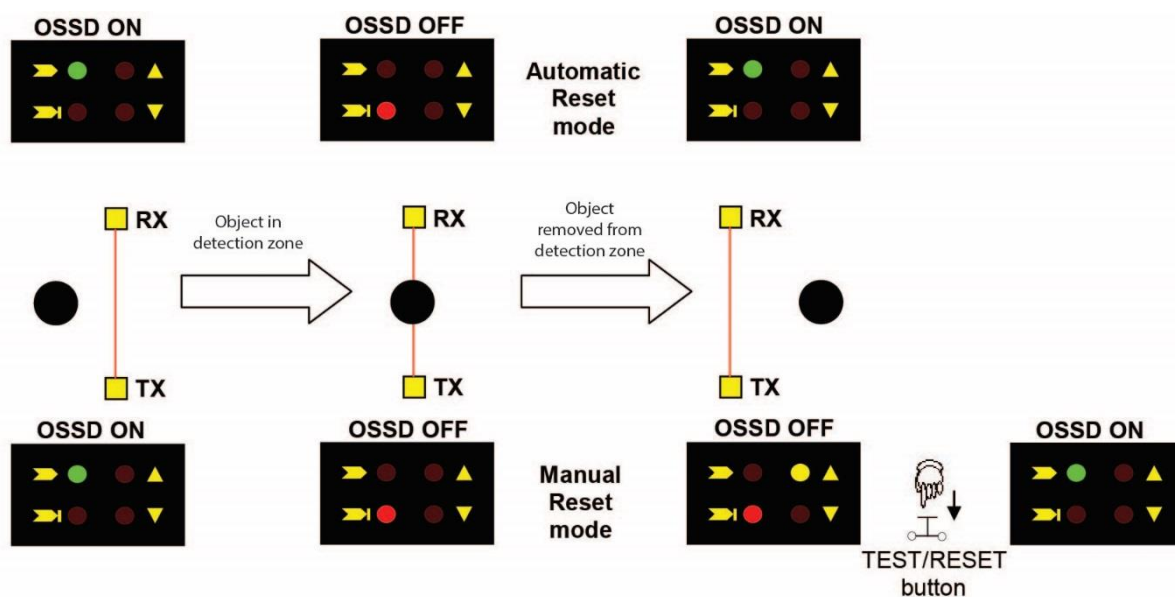 OSSD ON
OSSD OFF
OSSD ON
Automatic
Reset
mode
RX
Object in
detection zone
RX
Object
removed from
detection zone
RX
TX
TX
TX
OSSD ON
OSSD OFF
OSSD OFF
OSSD ON
Manual
Reset
mode
TEST/RESET
button